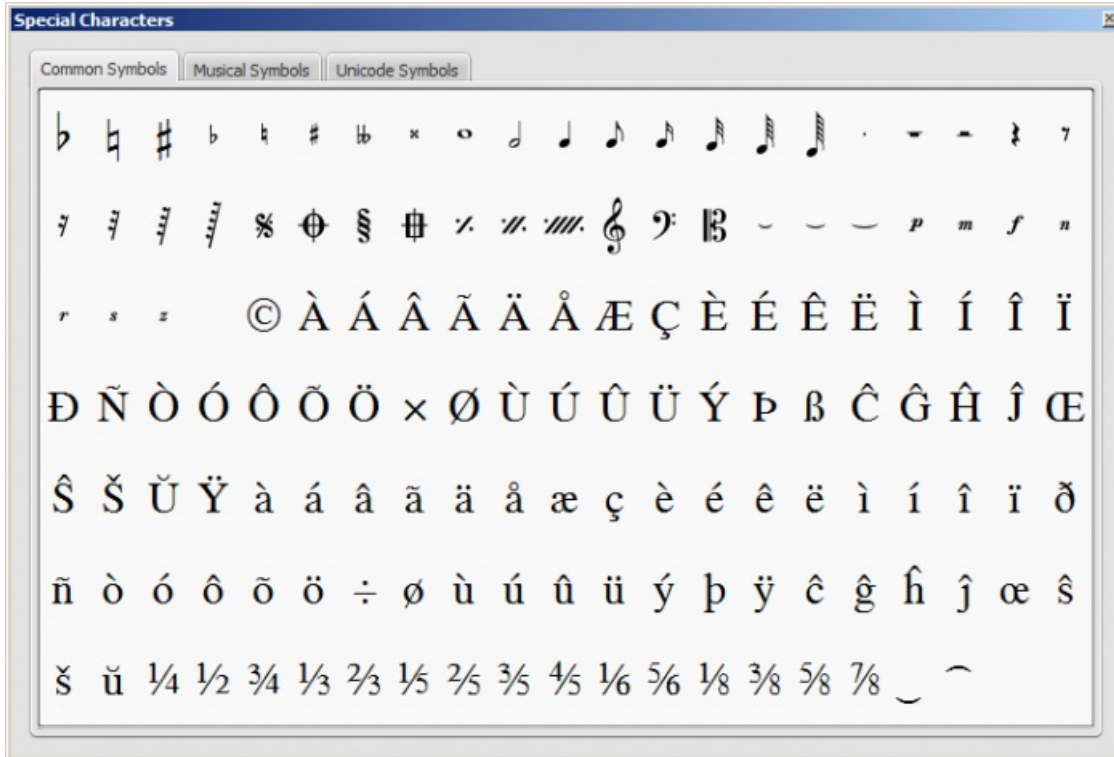 Special Characters
Common Symbols Musical Symbols Unicode Symbols
♭ ♮ ♯ ♭ ♮ ♯ 𝄫 𝄪 𝅝 𝅗𝅥 𝅘𝅥 𝅘𝅥𝅮 𝅘𝅥𝅯 𝅘𝅥𝅰 𝅘𝅥𝅱 𝅘𝅥𝅲 . 𝄻 𝄼 𝄽 𝄾
𝄿 𝅀 𝅁 𝅂 𝄋 𝄌 § 𝄞 𝄢 𝄡 p m f n
r s z © À Á Â Ã Ä Å Æ Ç È É Ê Ë Ì Í Î Ï
Ð Ñ Ò Ó Ô Õ Ö × Ø Ù Ú Û Ü Ý Þ ß Ĉ Ĝ Ĥ Ĵ Œ
Ŝ Š Ŭ Ÿ à á â ã ä å æ ç è é ê ë ì í î ï ð
ñ ò ó ô õ ö ÷ ø ù ú û ü ý þ ÿ ĉ ĝ ĥ ĵ œ ŝ
š ŭ ¼ ½ ¾ ⅓ ⅔ ⅕ ⅖ ⅗ ⅘ ⅙ ⅚ ⅛ ⅜ ⅝ ⅞ ‿ ⁀